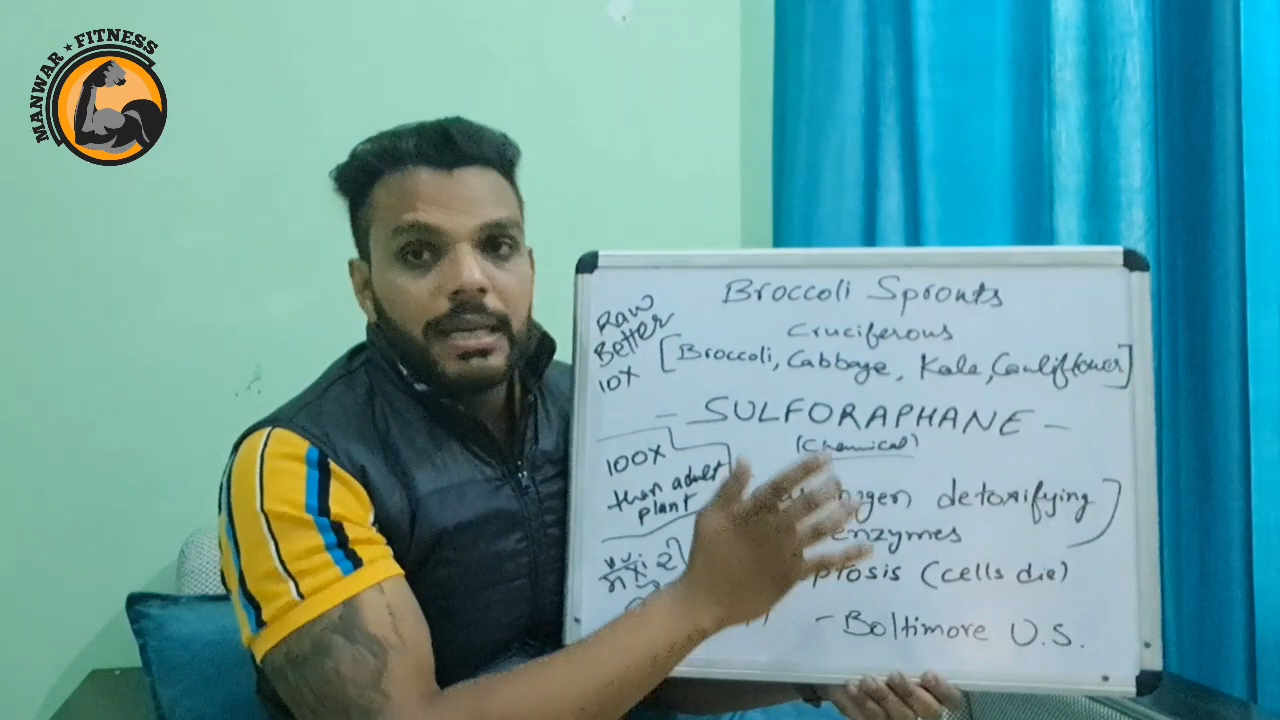 MANWAR ★ FITNESS
Broccoli Sprouts
Cruciferous
[Broccoli, Cabbage, Kale, Cauliflower]
Raw
Better
10X
- SULFORAPHANE -
(Chemical)
100X
than adult
plant
detoxifying
enzymes
(cells die)
- Boltimore U.S.